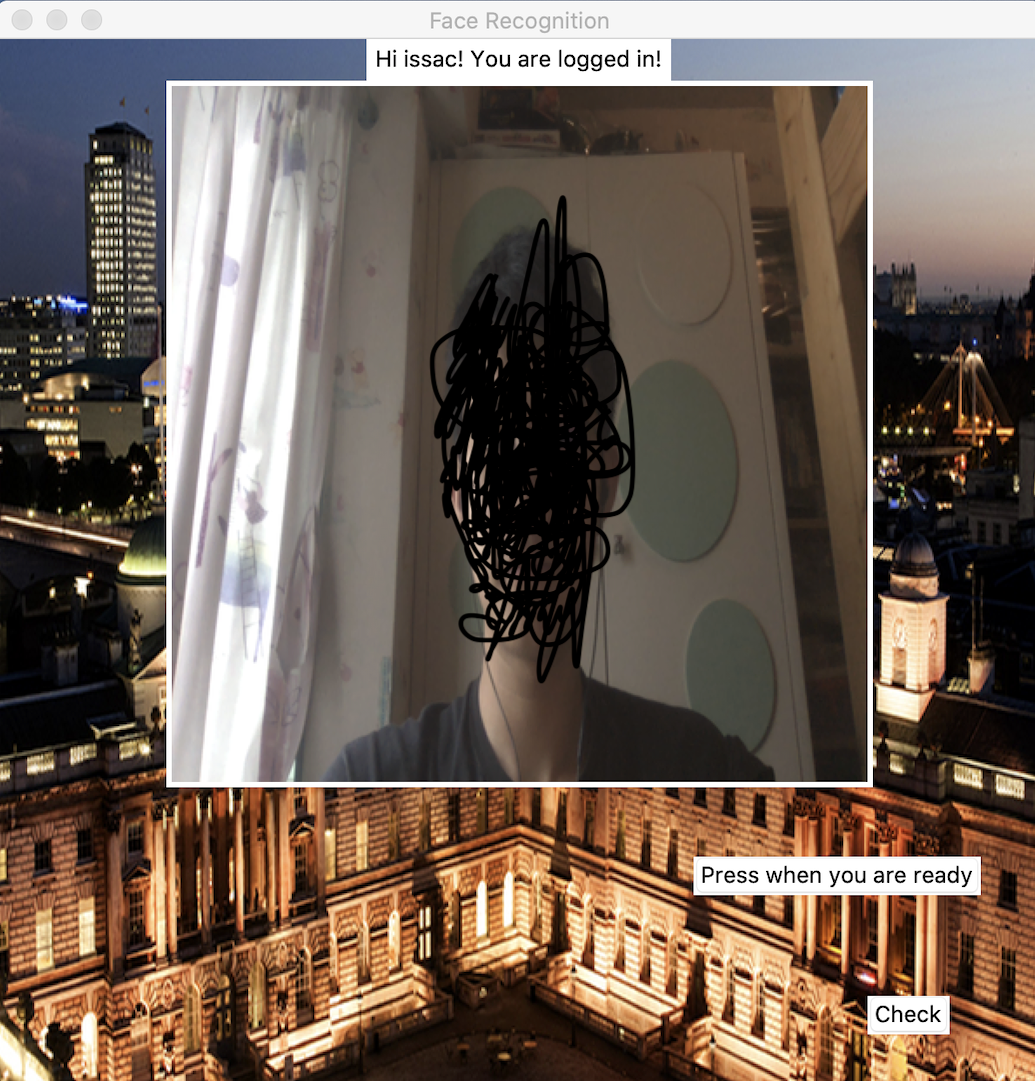 Face Recognition
Hi issac! You are logged in!
Press when you are ready
Check